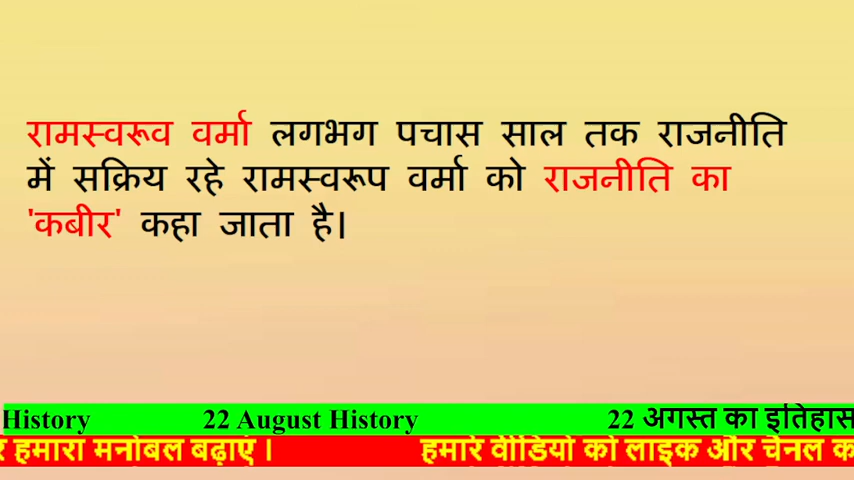 रामस्वरूव वर्मा लगभग पचास साल तक राजनीति
में सक्रिय रहे रामस्वरूप वर्मा को राजनीति का
'कबीर' कहा जाता है।
History 22 August History 22 अगस्त का इतिहास
हमारा मनोबल बढ़ाएं । हमारे वीडियो को लाइक और चैनल